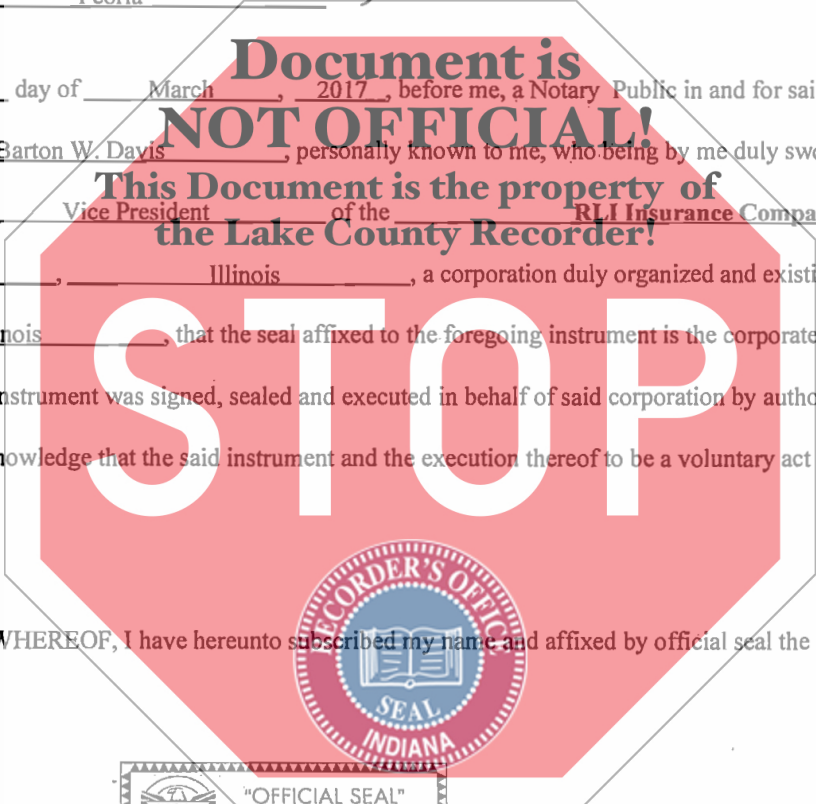 Peoria
Document is
day of March , 2017 , before me, a Notary Public in and for sai
NOT OFFICIAL!
Barton W. Davis , personally known to me, who being by me duly swo
This Document is the property of
Vice President of the RLI Insurance Compa
the Lake County Recorder!
, Illinois , a corporation duly organized and existi
STOP
nois , that the seal affixed to the foregoing instrument is the corporate
nstrument was signed, sealed and executed in behalf of said corporation by autho
owledge that the said instrument and the execution thereof to be a voluntary act
RECORDER'S OFFICE
WHEREOF, I have hereunto subscribed my name and affixed by official seal the
SEAL
INDIANA
"OFFICIAL SEAL"